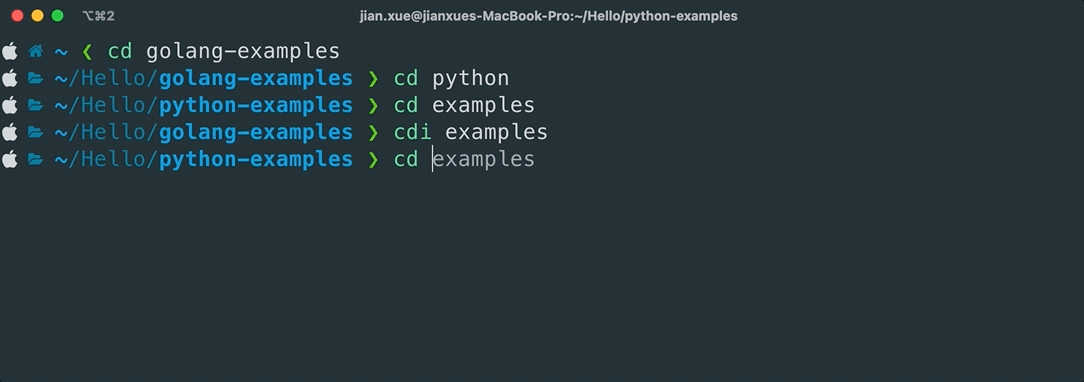 ⌥⌘2 jian.xue@jianxues-MacBook-Pro:~/Hello/python-examples
~ ❮ cd golang-examples
~/Hello/golang-examples ❯ cd python
~/Hello/python-examples ❯ cd examples
~/Hello/golang-examples ❯ cdi examples
~/Hello/python-examples ❯ cd examples